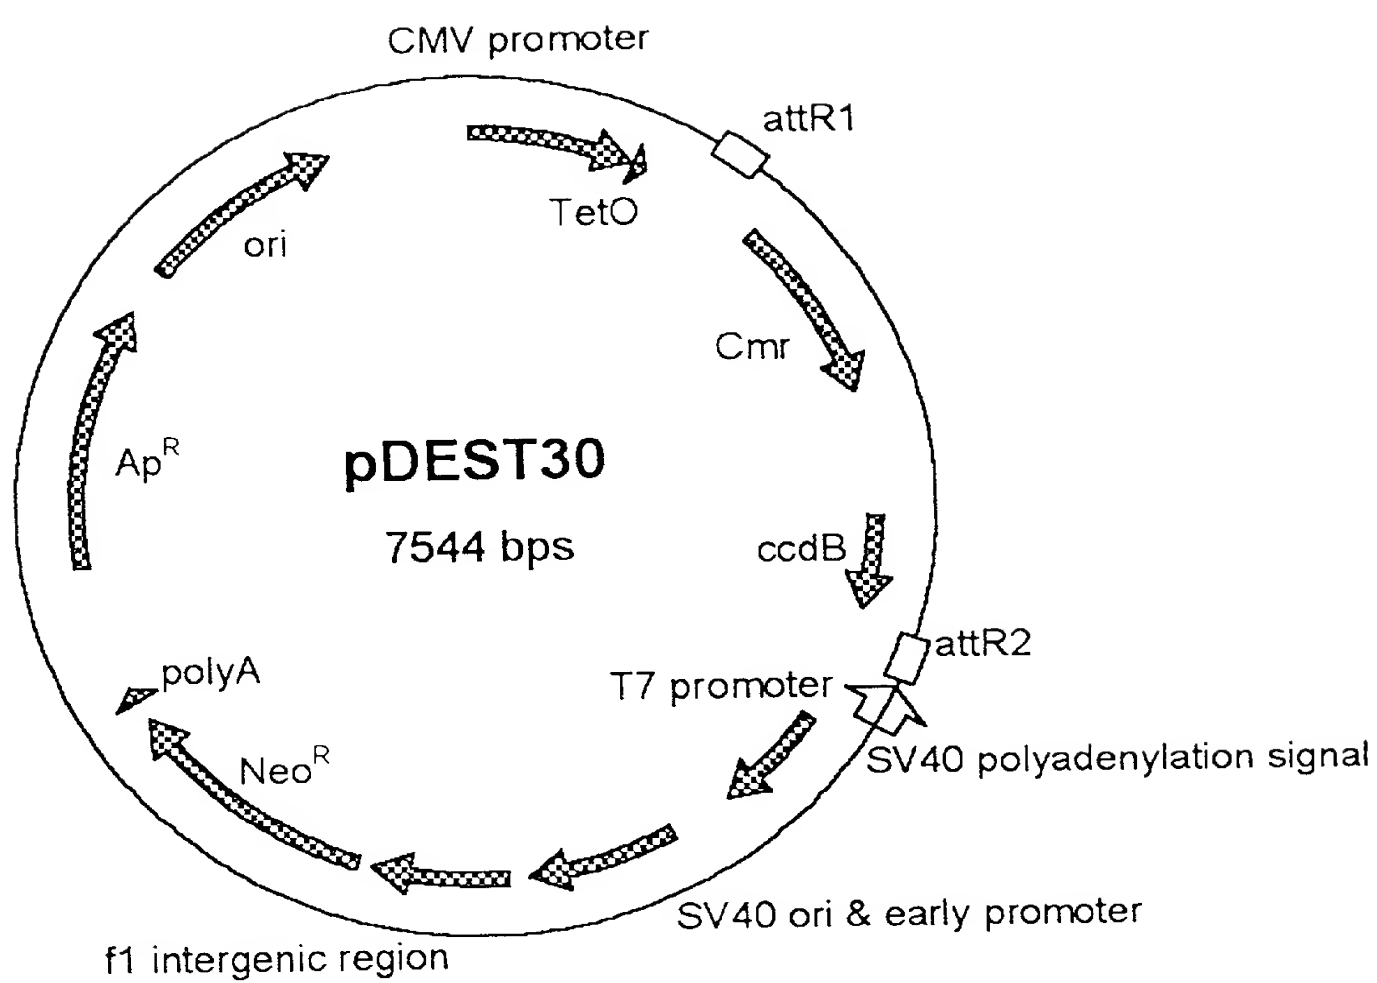 CMV promoter
attR1
TetO
ori
Cmr
Ap^R
pDEST30
7544 bps
ccdB
attR2
polyA
T7 promoter
SV40 polyadenylation signal
Neo^R
SV40 ori & early promoter
f1 intergenic region